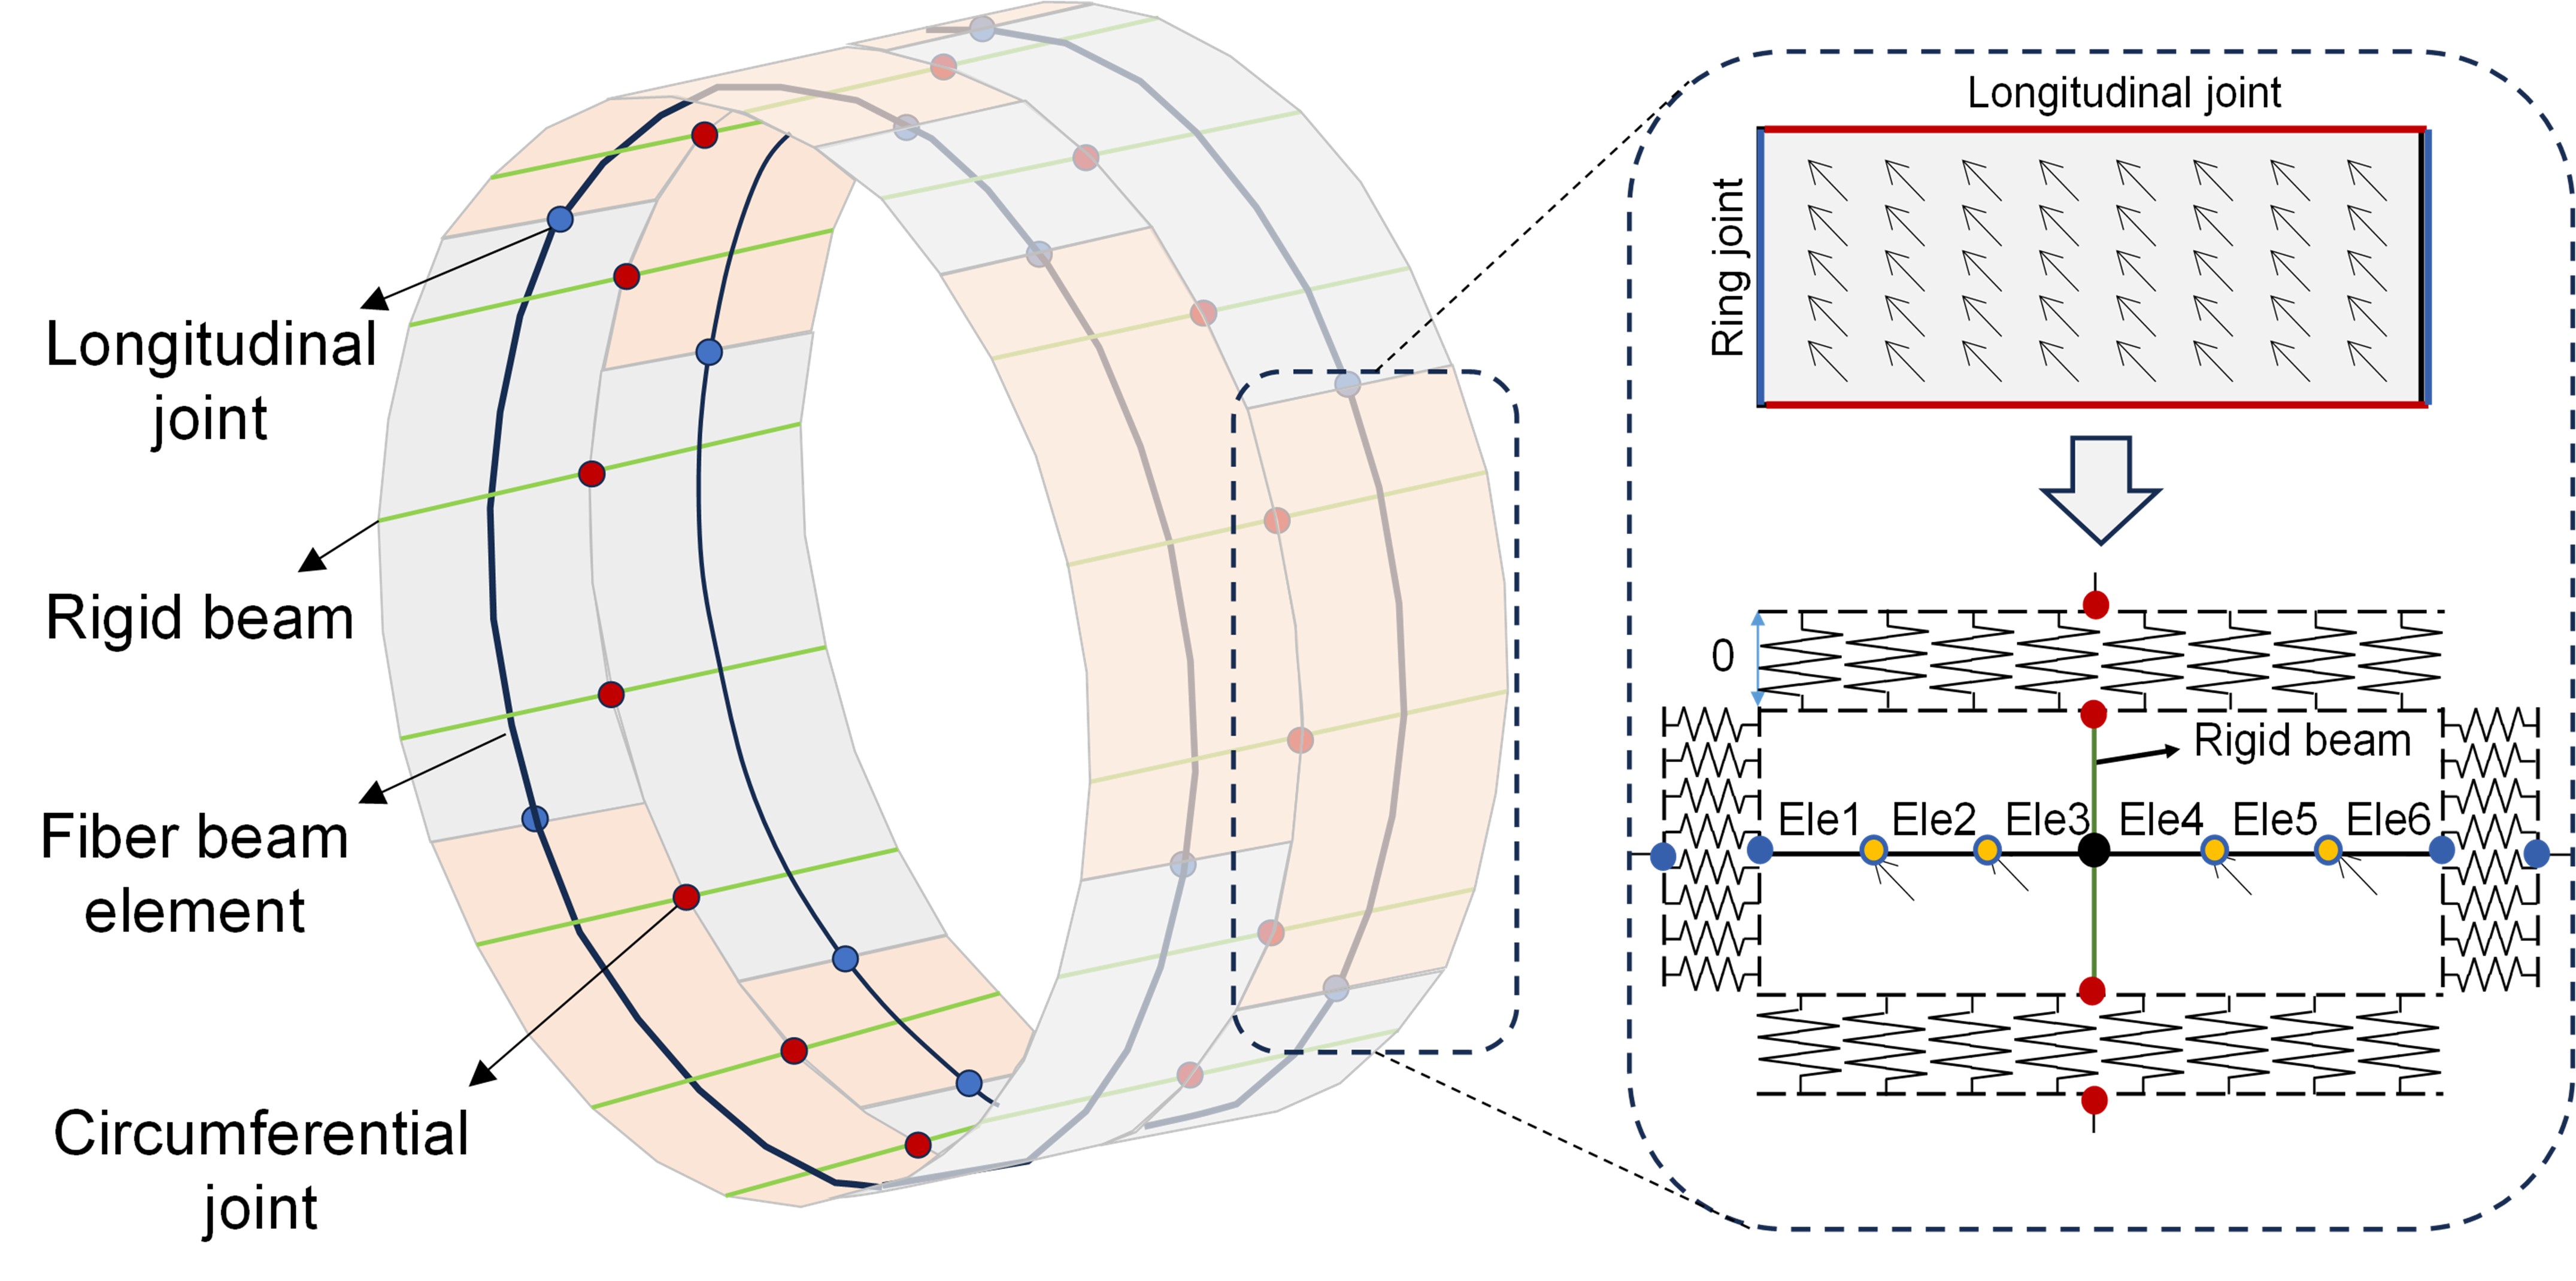 Longitudinal
joint
Rigid beam
Fiber beam
element
Circumferential
joint
Longitudinal joint
Ring joint
0
Rigid beam
Ele1 Ele2 Ele3 Ele4 Ele5 Ele6